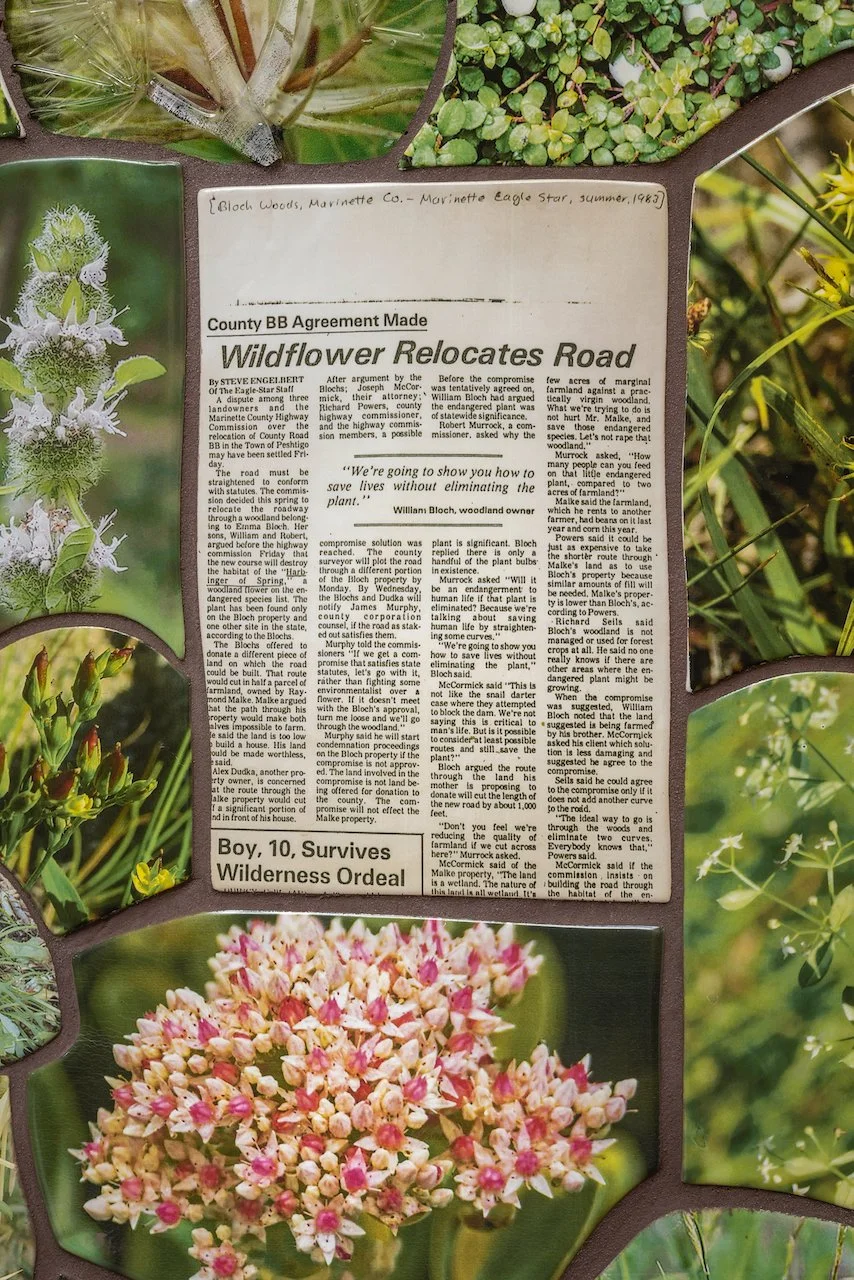 [Bloch Woods, Marinette Co. - Marinette Eagle Star, summer, 1983]
County BB Agreement Made
Wildflower Relocates Road
By STEVE ENGELBERT
Of The Eagle-Star Staff
A dispute among three
landowners and the
Marinette County Highway
Commission over the
relocation of County Road
BB in the Town of Peshtigo
may have been settled Fri-
day.
The road must be
straightened to conform
with statutes. The commis-
sion decided this spring to
relocate the roadway
through a woodland belong-
ing to Emma Bloch. Her
sons, William and Robert,
argued before the highway
commission Friday that
the new course will destroy
the habitat of the "Harb-
inger of Spring," a
woodland flower on the en-
dangered species list. The
plant has been found only
on the Bloch property and
one other site in the state,
according to the Blochs.
The Blochs offered to
donate a different piece of
land on which the road
could be built. That route
would cut in half a parcel of
farmland, owned by Ray-
mond Malke. Malke argued
that the path through his
property would make both
halves impossible to farm.
He said the land is too low
to build a house. His land
would be made worthless,
he said.
Alex Dudka, another pro-
perty owner, is concerned
that the route through the
Malke property would cut
off a significant portion of
land in front of his house.
After argument by the
Blochs; Joseph McCor-
mick, their attorney;
Richard Powers, county
highway commissioner,
and the highway commis-
sion members, a possible
"We're going to show you how to
save lives without eliminating the
plant."
William Bloch, woodland owner
compromise solution was
reached. The county
surveyor will plot the road
through a different portion
of the Bloch property by
Monday. By Wednesday,
the Blochs and Dudka will
notify James Murphy,
county corporation
counsel, if the road as stak-
ed out satisfies them.
Murphy told the commis-
sioners "If we get a com-
promise that satisfies state
statutes, let's go with it,
rather than fighting some
environmentalist over a
flower. If it doesn't meet
with the Bloch's approval,
turn me loose and we'll go
through the woodland."
Murphy said he will start
condemnation proceedings
on the Bloch property if the
compromise is not approv-
ed. The land involved in the
compromise is not land be-
ing offered for donation to
the county. The com-
promise will not effect the
Malke property.
Boy, 10, Survives
Wilderness Ordeal
Before the compromise
was tentatively agreed on,
William Bloch had argued
the endangered plant was
of statewide significance.
Robert Murrock, a com-
missioner, asked why the
plant is significant. Bloch
replied there is only a
handful of the plant bulbs
in existence.
Murrock asked "Will it
be an endangerment to
human life if that plant is
eliminated? Because we're
talking about saving
human life by straighten-
ing some curves."
"We're going to show you
how to save lives without
eliminating the plant,"
Bloch said.
McCormick said "This is
not like the snail darter
case where they attempted
to block the dam. We're not
saying this is critical to
man's life. But is it possible
to consider at least possible
routes and still save the
plant?"
Bloch argued the route
through the land his
mother is proposing to
donate will cut the length of
the new road by about 1,000
feet.
"Don't you feel we're
reducing the quality of
farmland if we cut across
here?" Murrock asked.
McCormick said of the
Malke property, "The land
is a wetland. The nature of
this land is all wetland. It's
few acres of marginal
farmland against a prac-
tically virgin woodland.
What we're trying to do is
not hurt Mr. Malke, and
save those endangered
species. Let's not rape that
woodland."
Murrock asked, "How
many people can you feed
on that little endangered
plant, compared to two
acres of farmland?"
Malke said the farmland,
which he rents to another
farmer, had beans on it last
year and corn this year.
Powers said it could be
just as expensive to take
the shorter route through
Malke's land as to use
Bloch's property because
similar amounts of fill will
be needed. Malke's proper-
ty is lower than Bloch's, ac-
cording to Powers.
Richard Sells said
Bloch's woodland is not
managed or used for forest
crops at all. He said no one
really knows if there are
other areas where the en-
dangered plant might be
growing.
When the compromise
was suggested, William
Bloch noted that the land
suggested is being farmed
by his brother. McCormick
asked his client which solu-
tion is less damaging and
suggested he agree to the
compromise.
Sells said he could agree
to the compromise only if it
does not add another curve
to the road.
"The ideal way to go is
through the woods and
eliminate two curves.
Everybody knows that,"
Powers said.
McCormick said if the
commission insists on
building the road through
the habitat of the en-